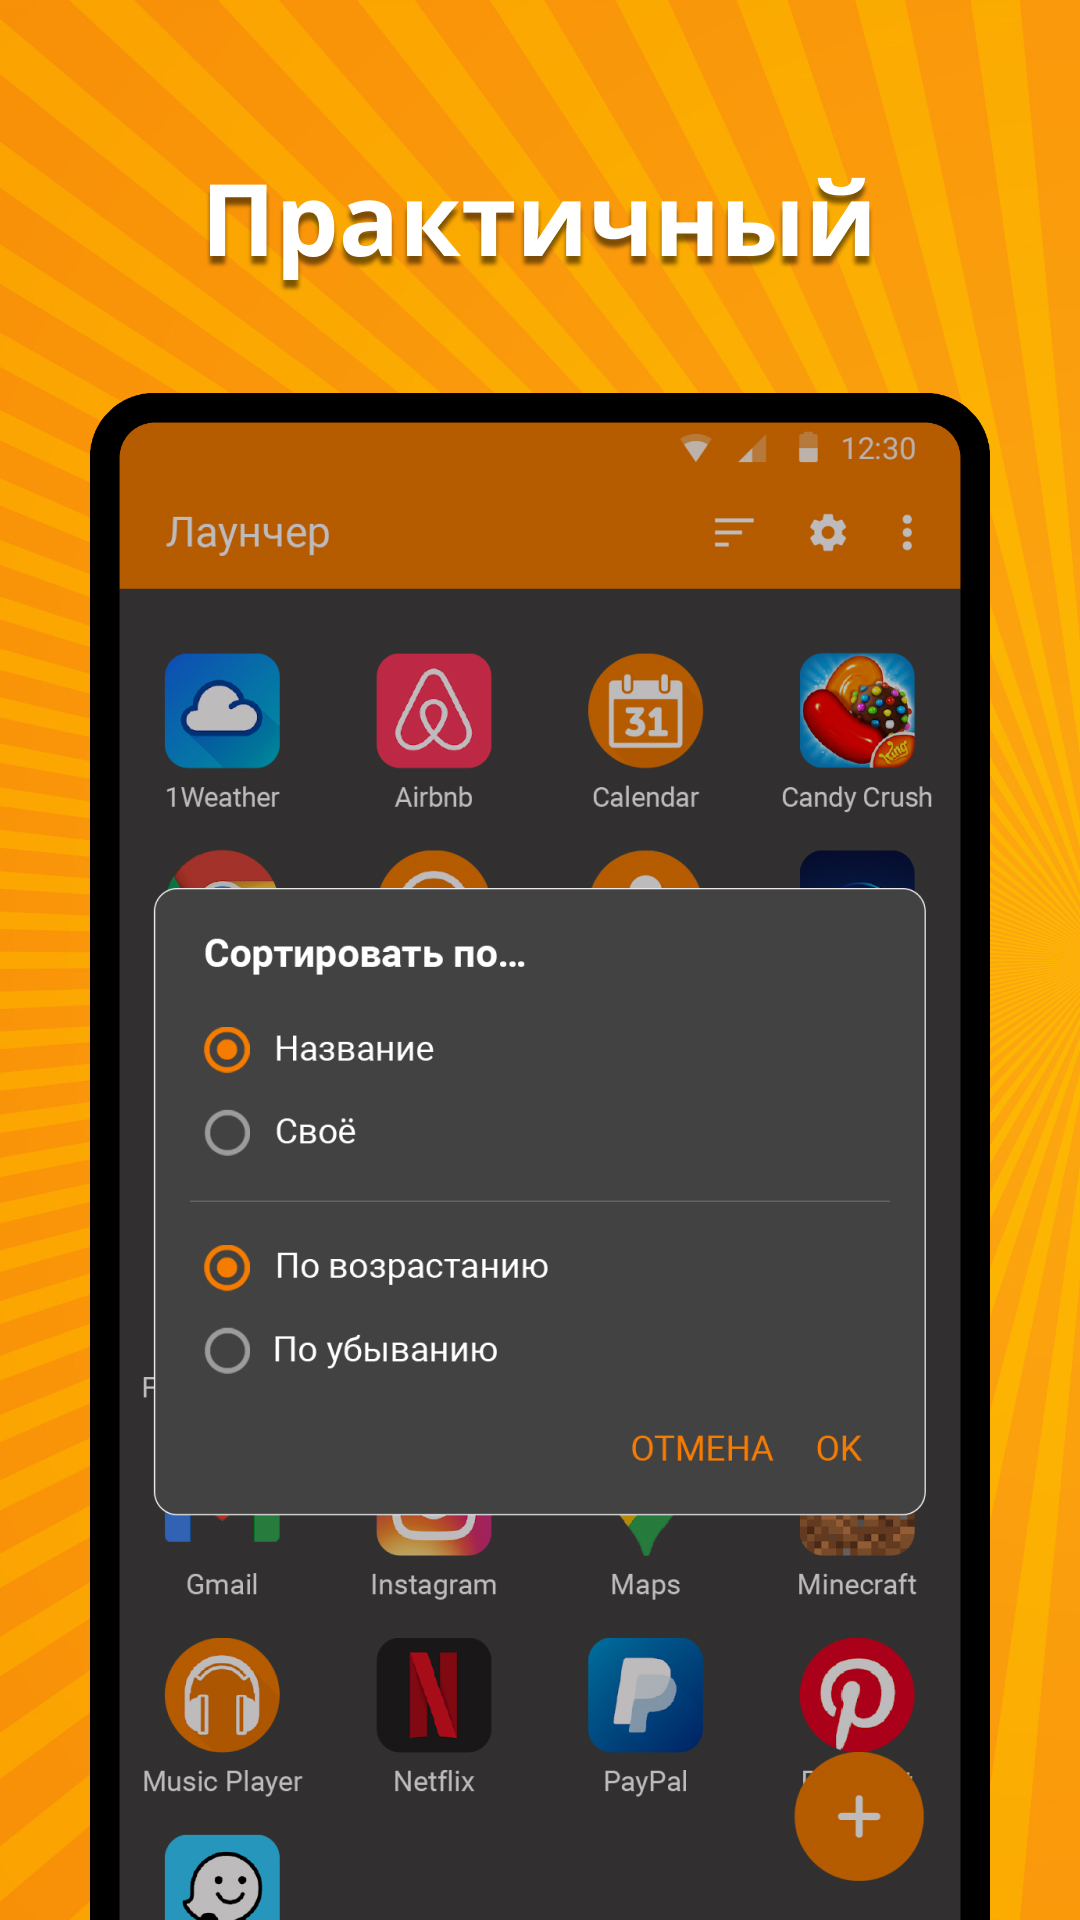 Практичный
12:30
Лаунчер
31
King
1Weather
Airbnb
Calendar
Candy Crush
Сортировать по...
Название
Своё
По возрастанию
По убыванию
ОТМЕНА
OK
Gmail
Instagram
Maps
Minecraft
Music Player
Netflix
PayPal